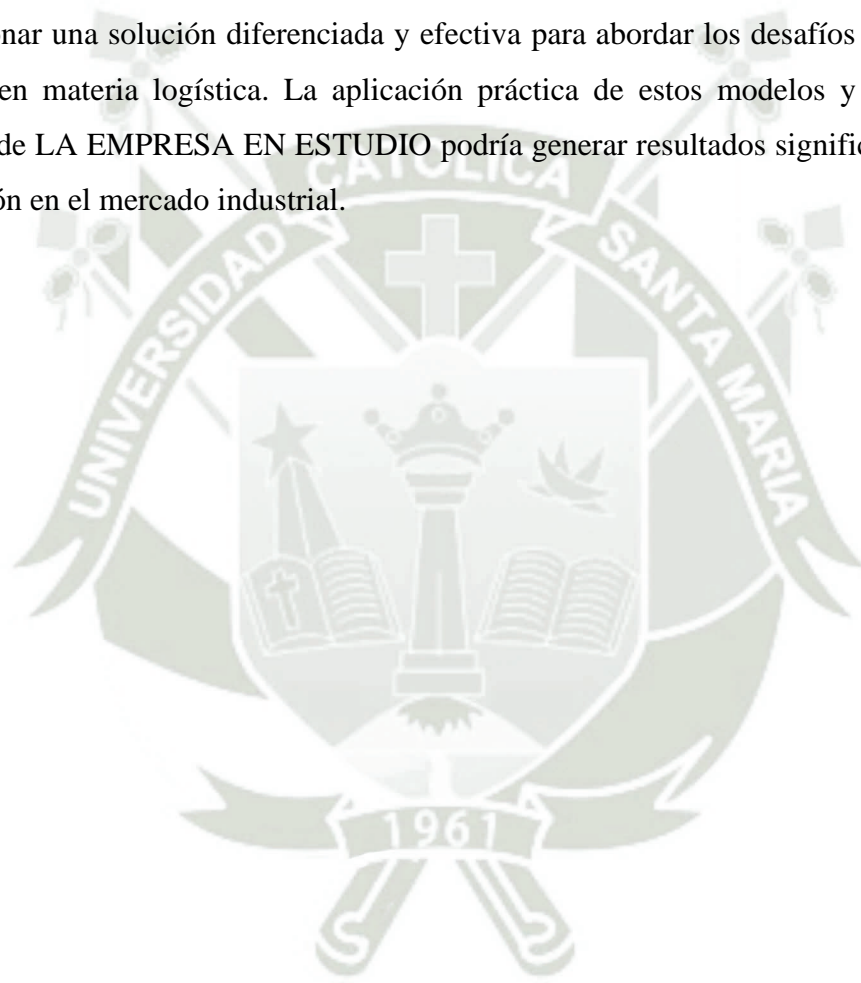 nar una solución diferenciada y efectiva para abordar los desafíos
en materia logística. La aplicación práctica de estos modelos y
de LA EMPRESA EN ESTUDIO podría generar resultados signific
ón en el mercado industrial.
UNIVERSIDAD CATOLICA SANTA MARIA
1961